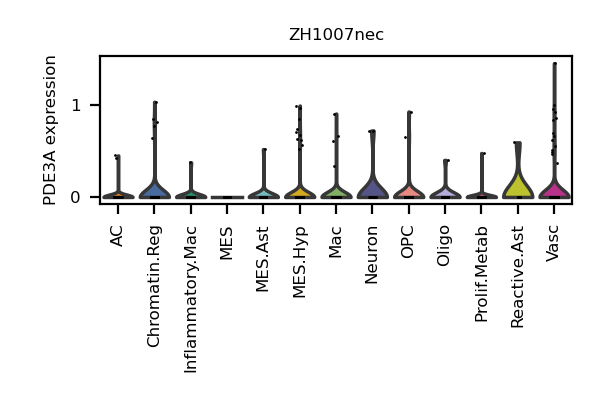 ZH1007nec
PDE3A expression
1
0
AC
Chromatin.Reg
Inflammatory.Mac
MES
MES.Ast
MES.Hyp
Mac
Neuron
OPC
Oligo
Prolif.Metab
Reactive.Ast
Vasc